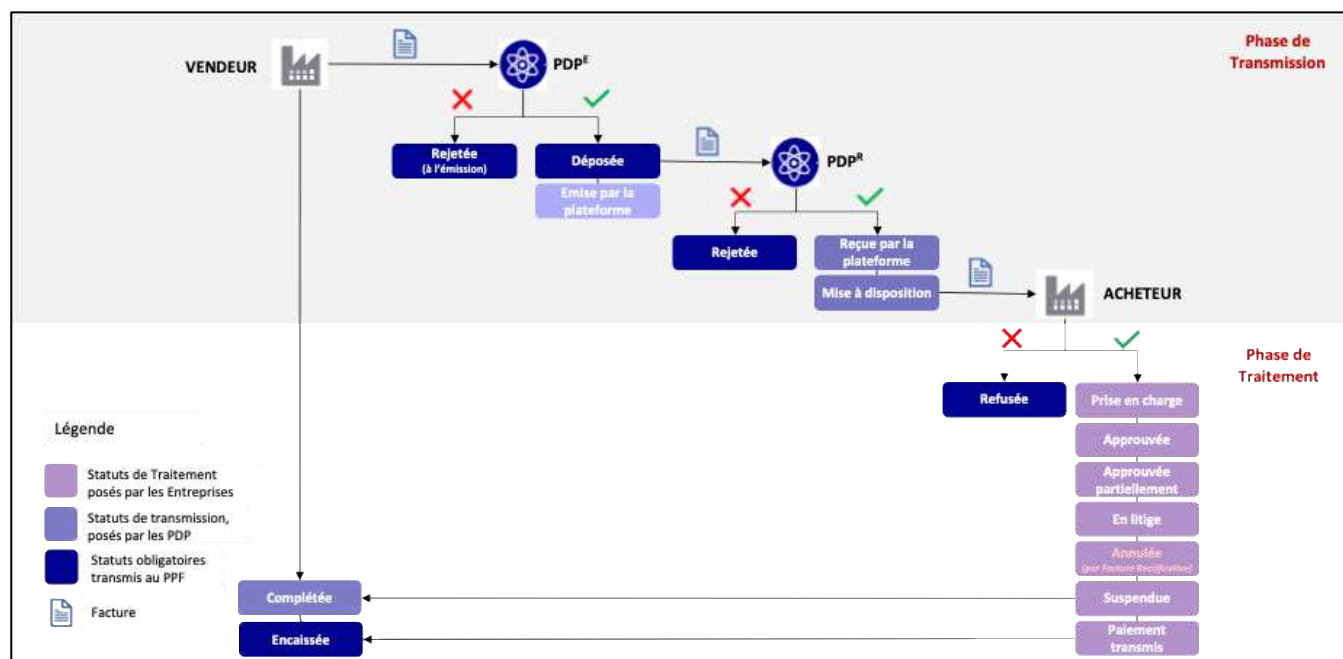 Phase de
Transmission
VENDEUR
PDPᴱ
Rejetée
(à l'émission)
Déposée
PDPᴿ
Emise par la
plateforme
Rejetée
Reçue par la
plateforme
Mise à disposition
ACHETEUR
Phase de
Traitement
Refusée
Prise en charge
Légende
Approuvée
Statuts de Traitement
posés par les Entreprises
Approuvée
partiellement
Statuts de transmission,
posés par les PDP
En litige
Statuts obligatoires
transmis au PPF
Annulée
(par Facture Rectificative)
Facture
Complétée
Suspendue
Encaissée
Paiement
transmis